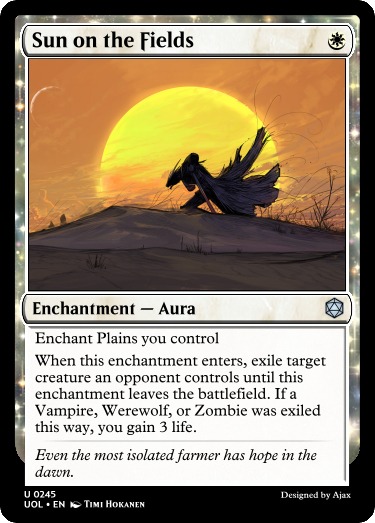 Sun on the Fields
Enchantment — Aura
Enchant Plains you control
When this enchantment enters, exile target
creature an opponent controls until this
enchantment leaves the battlefield. If a
Vampire, Werewolf, or Zombie was exiled
this way, you gain 3 life.
Even the most isolated farmer has hope in the
dawn.
U 0245
Designed by Ajax
UOL • EN Timi Hokanen